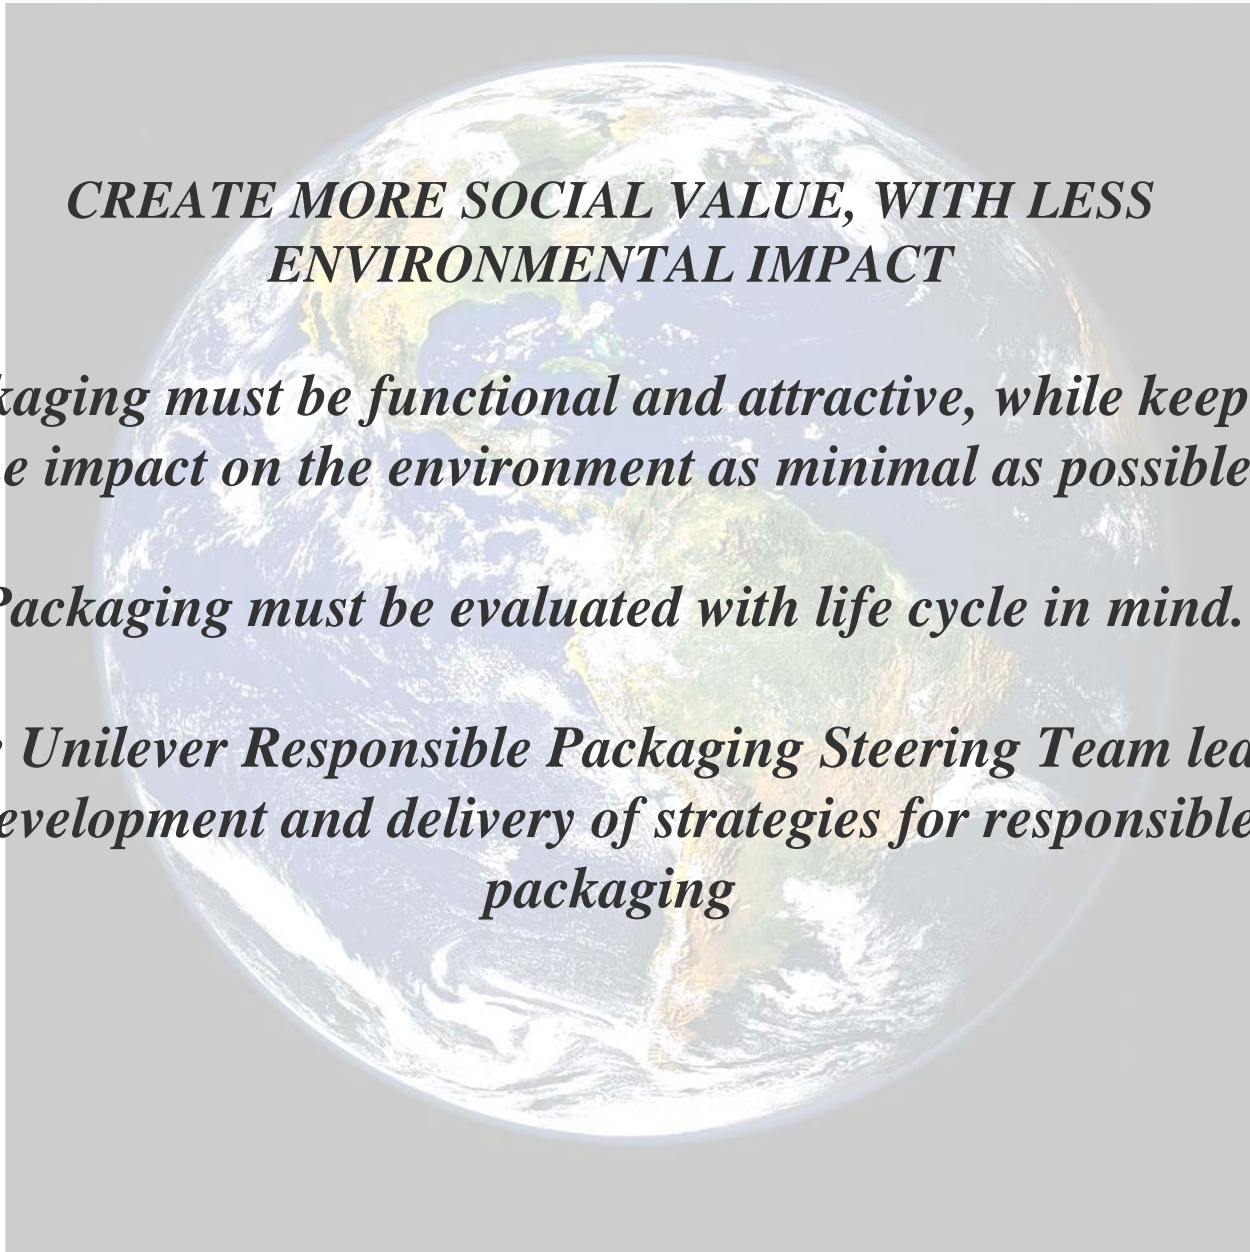 CREATE MORE SOCIAL VALUE, WITH LESS
ENVIRONMENTAL IMPACT
kaging must be functional and attractive, while keep
e impact on the environment as minimal as possible
Packaging must be evaluated with life cycle in mind.
Unilever Responsible Packaging Steering Team lea
evelopment and delivery of strategies for responsible
packaging